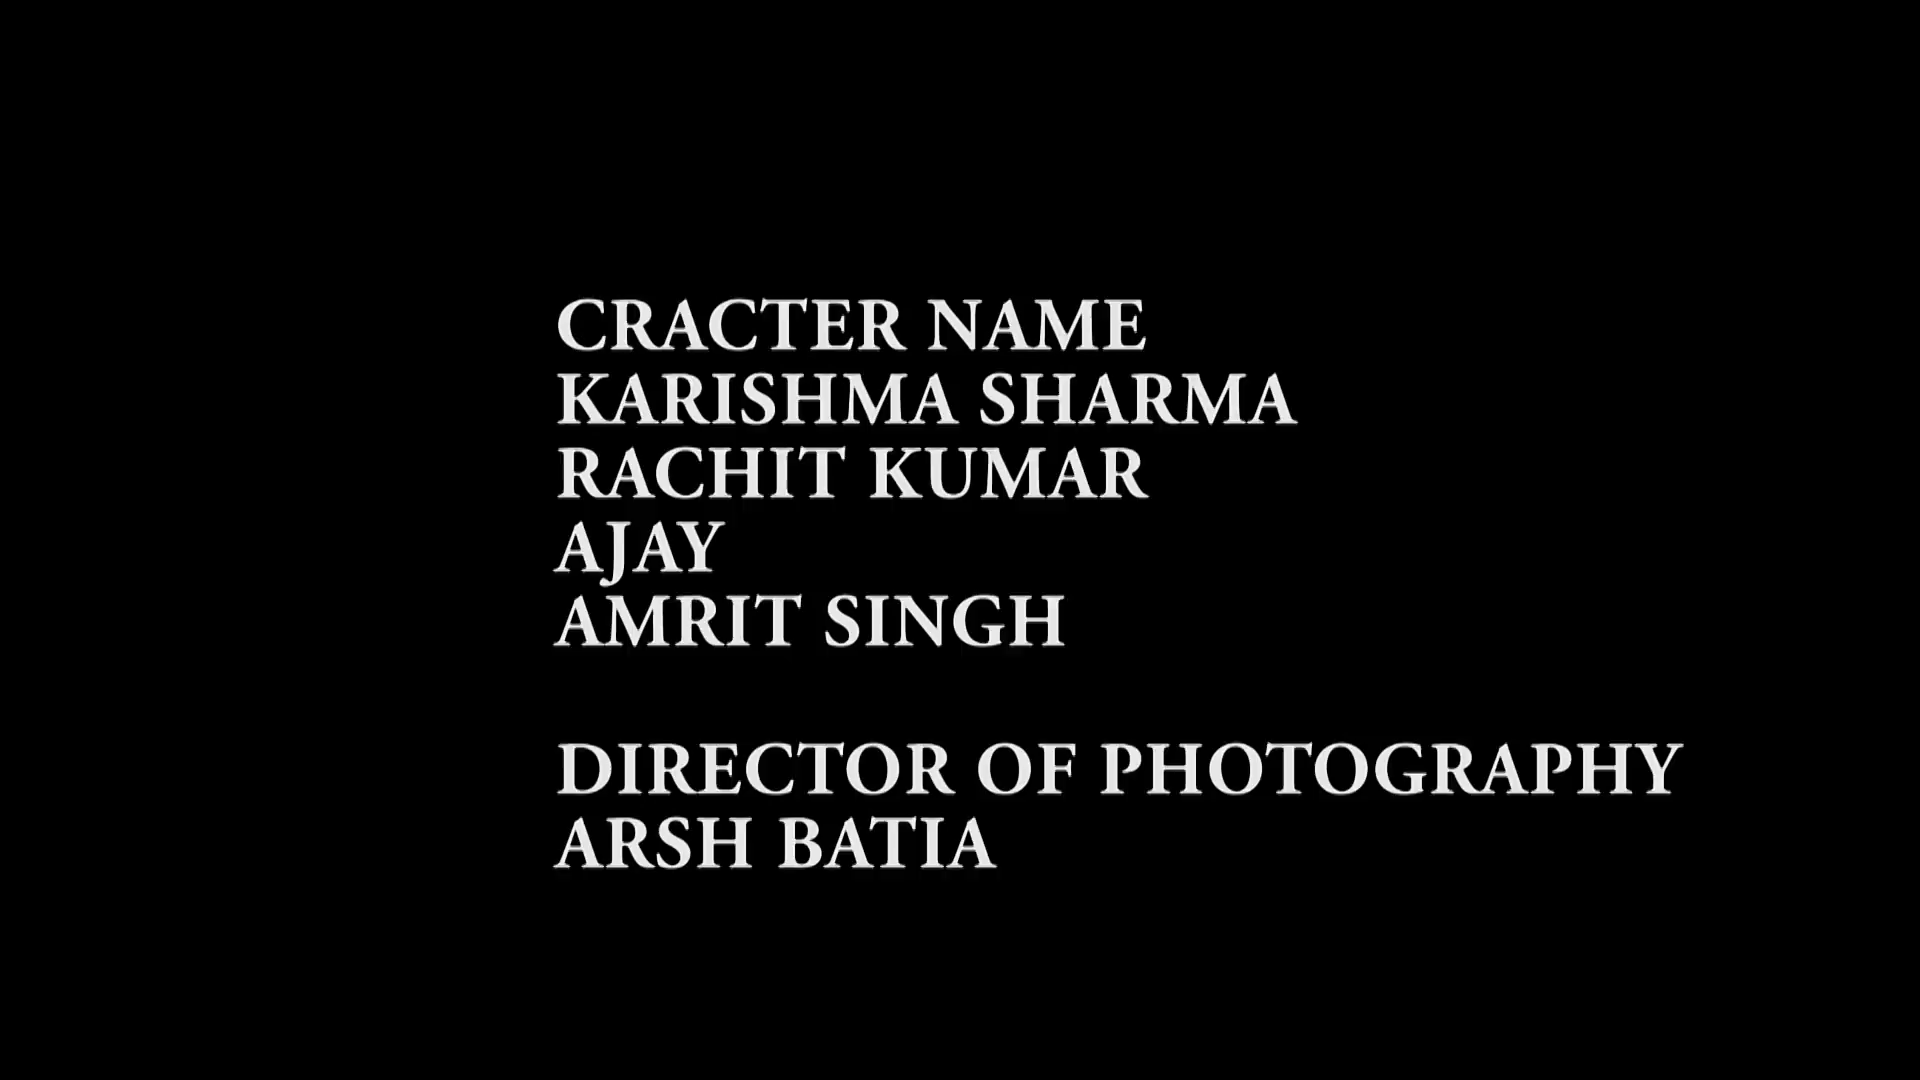 CRACTER NAME
KARISHMA SHARMA
RACHIT KUMAR
AJAY
AMRIT SINGH
DIRECTOR OF PHOTOGRAPHY
ARSH BATIA